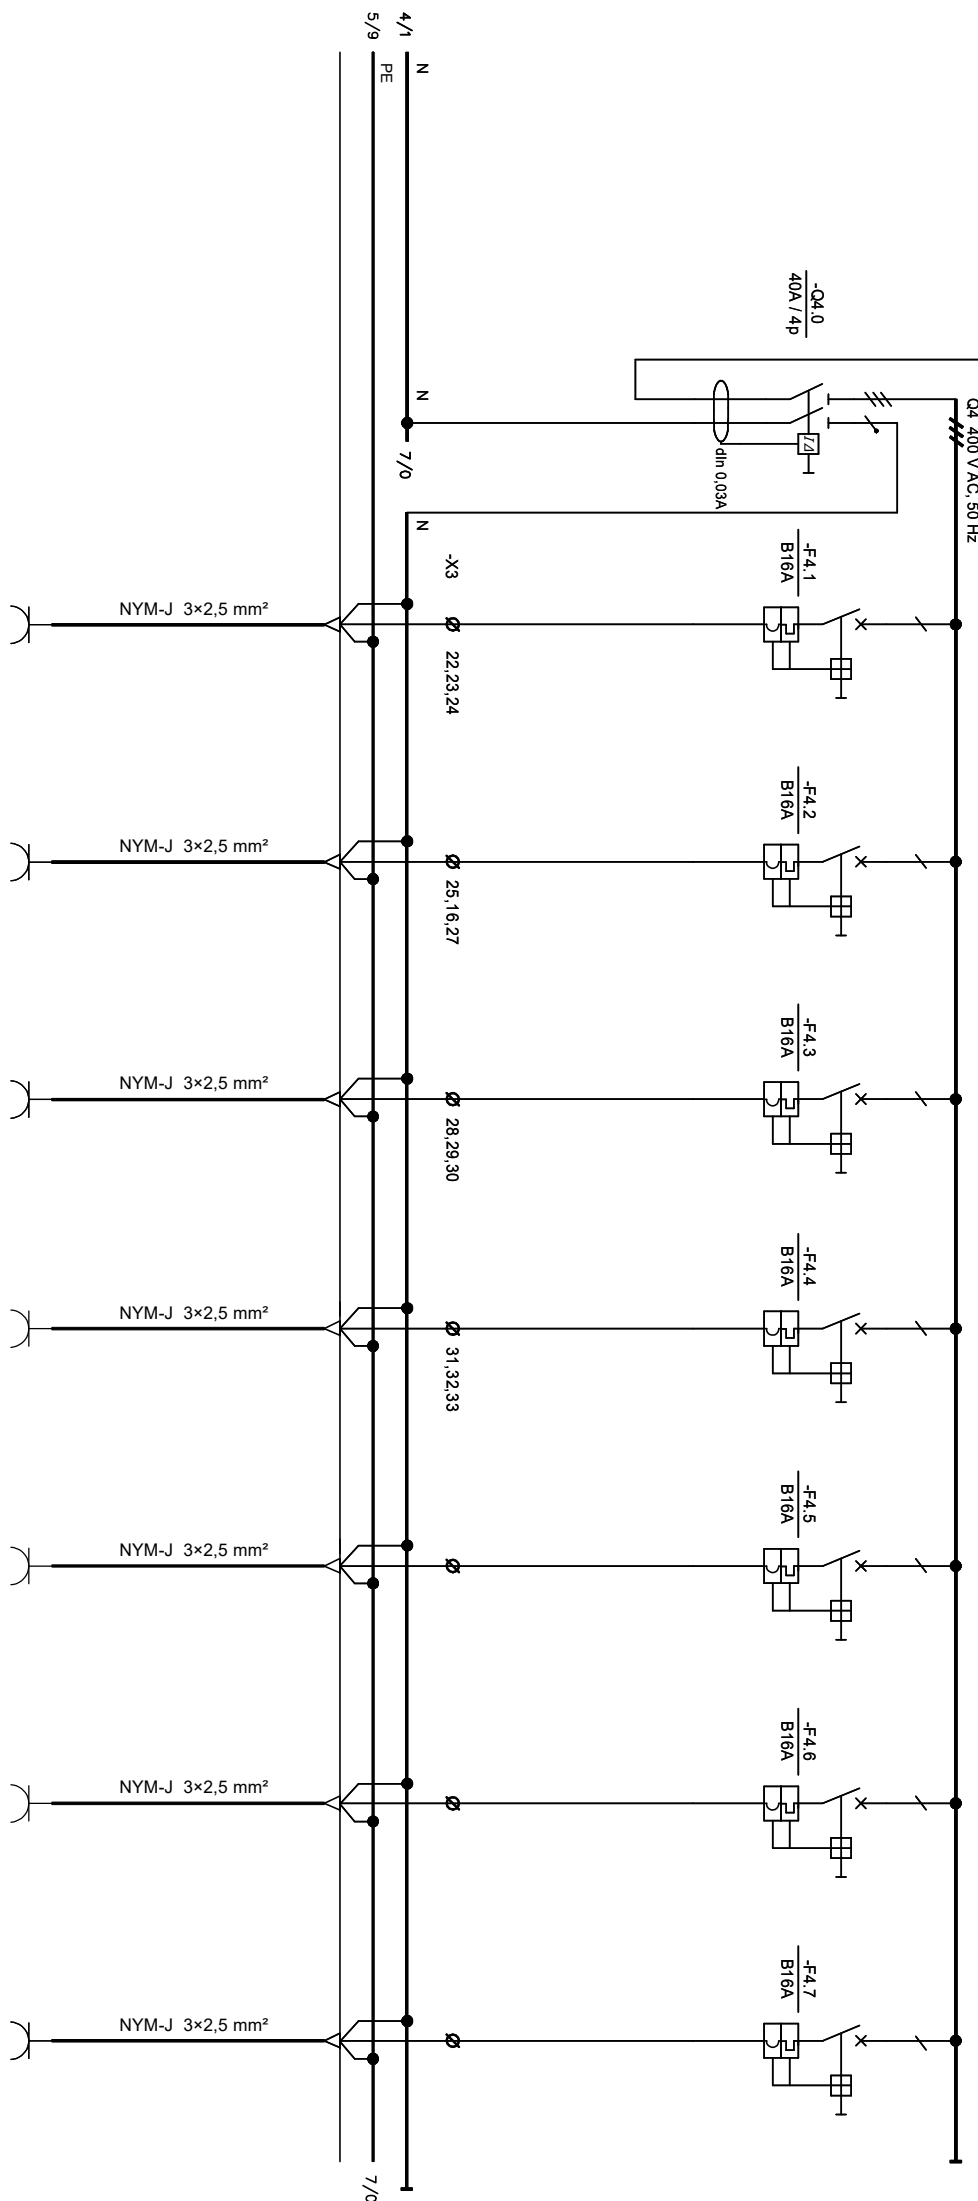 5/9
4/1
PE
N
-Q4.0
40A / 4p
N
7/0
dIn 0,03A
Q4 400 V AC, 50 Hz
N
-X3
-F4.1
B16A
NYM-J 3×2,5 mm²
22,23,24
-F4.2
B16A
NYM-J 3×2,5 mm²
25,16,27
-F4.3
B16A
NYM-J 3×2,5 mm²
28,29,30
-F4.4
B16A
NYM-J 3×2,5 mm²
31,32,33
-F4.5
B16A
NYM-J 3×2,5 mm²
-F4.6
B16A
NYM-J 3×2,5 mm²
-F4.7
B16A
NYM-J 3×2,5 mm²
7/0